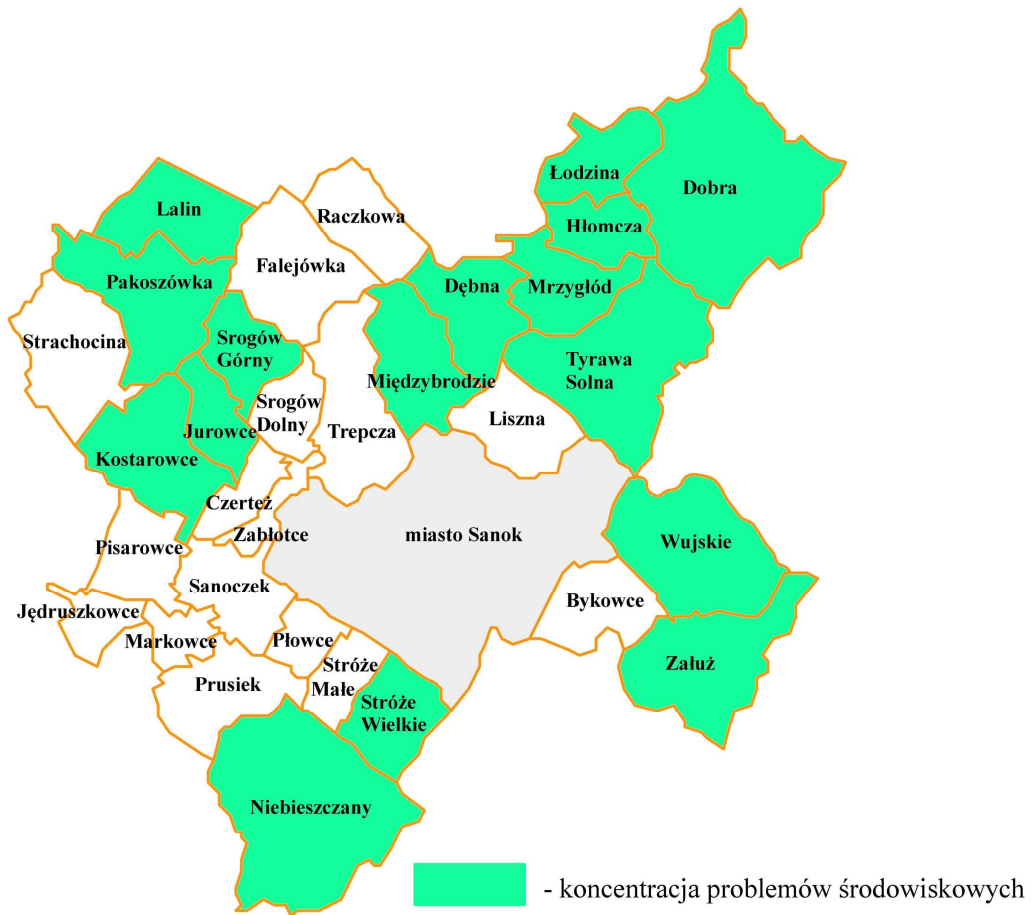 Łodzina
Dobra
Lalin
Raczkowa
Hłomcza
Falejówka
Pakoszówka
Dębna
Mrzygłód
Strachocina
Srogów
Górny
Tyrawa
Solna
Międzybrodzie
Srogów
Dolny
Liszna
Jurowce
Trepcza
Kostarowce
Czerteż
Zabłotce
miasto Sanok
Wujskie
Pisarowce
Sanoczek
Bykowce
Jędruszkowce
Markowce
Płowce
Stróże
Małe
Załuż
Prusiek
Stróże
Wielkie
Niebieszczany
- koncentracja problemów środowiskowych